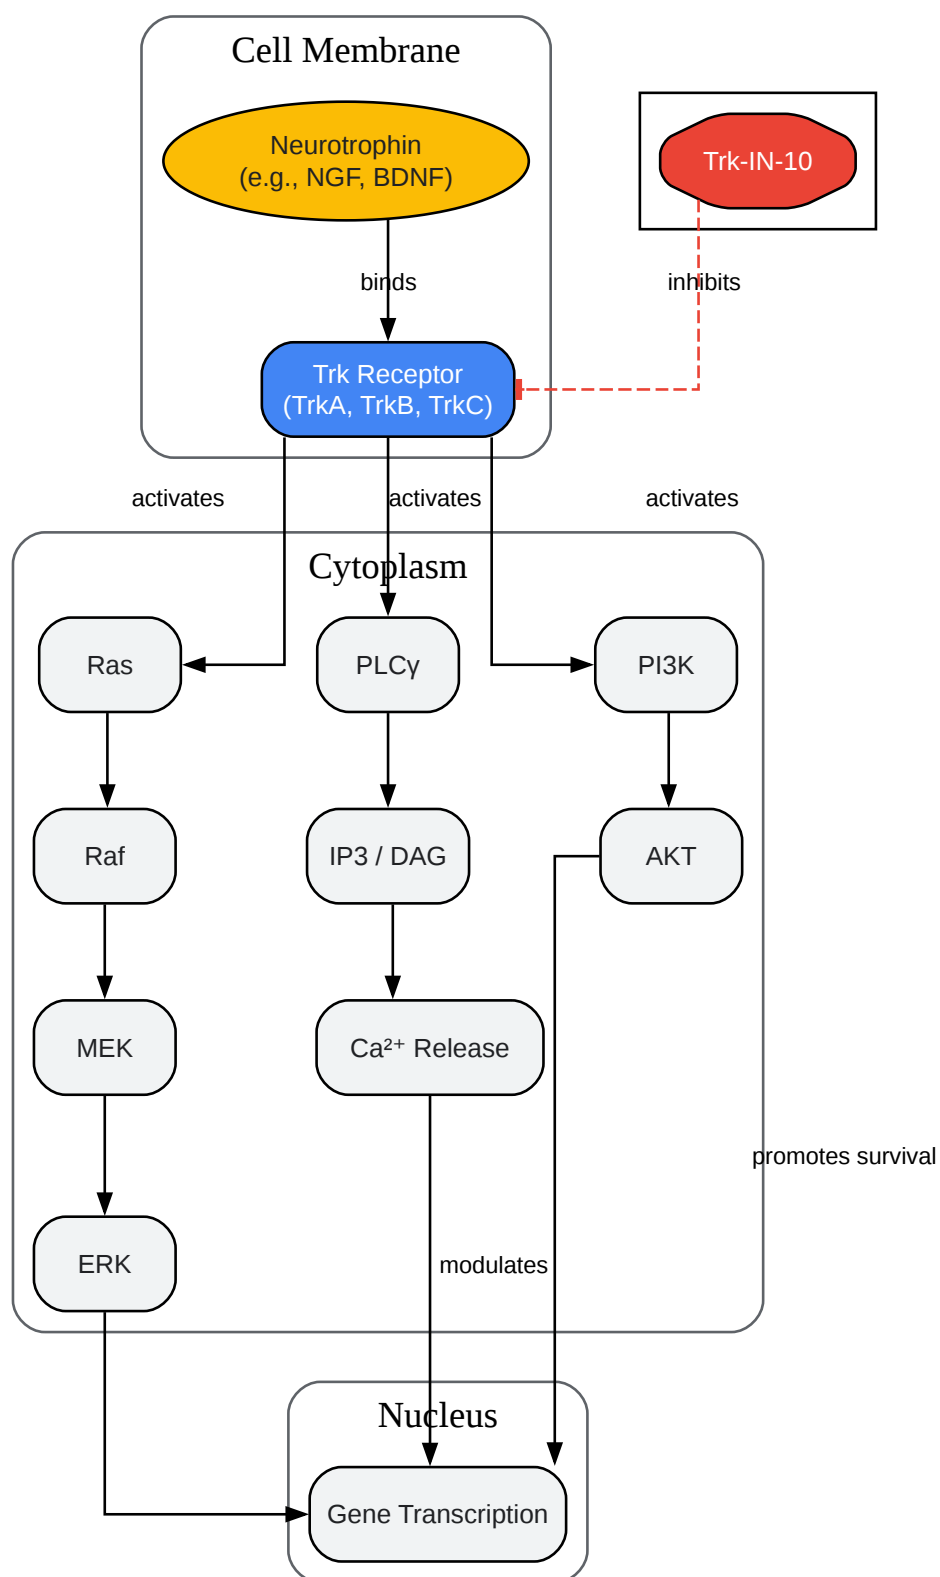 Cell Membrane
Neurotrophin
(e.g., NGF, BDNF)
Trk-IN-10
binds
inhibits
Trk Receptor
(TrkA, TrkB, TrkC)
activates
activates
activates
Cytoplasm
Ras
PLCγ
PI3K
Raf
IP3 / DAG
AKT
MEK
Ca²⁺ Release
promotes survival
ERK
modulates
Nucleus
Gene Transcription